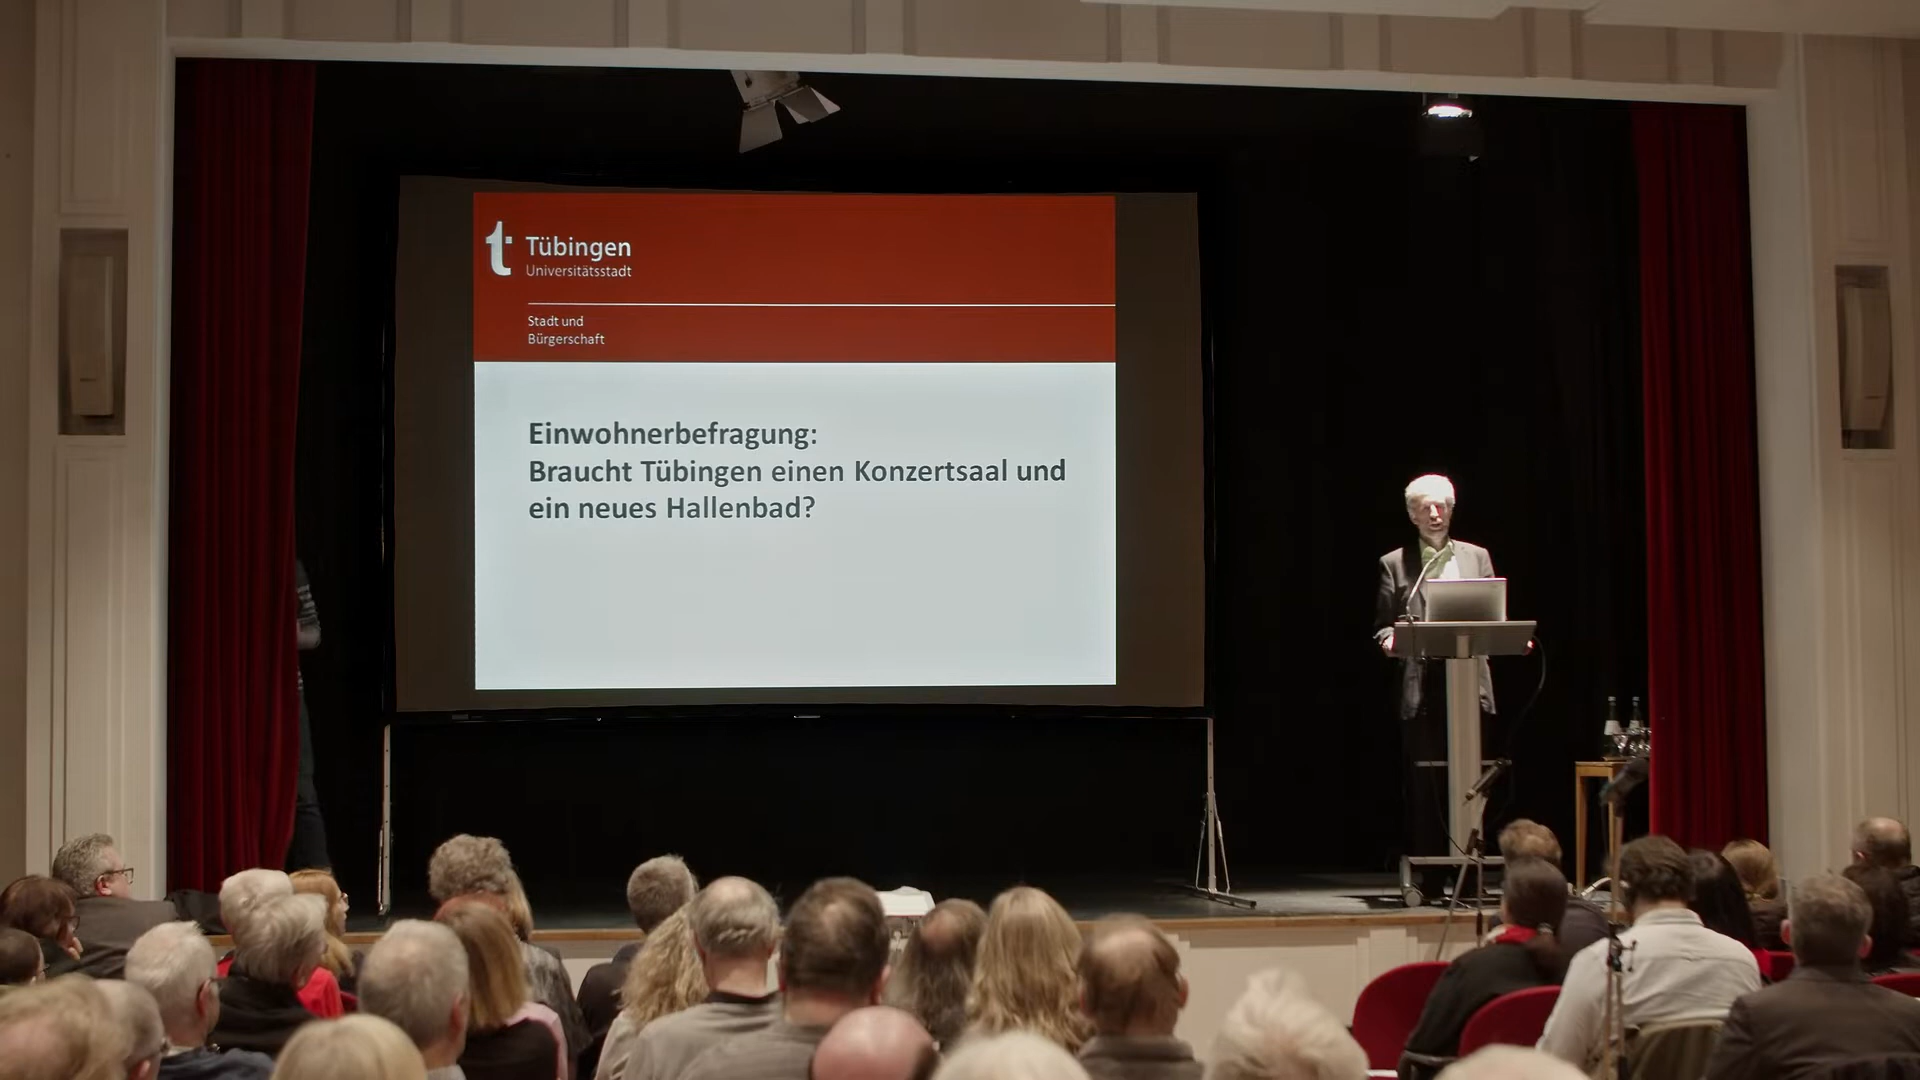 t Tübingen
Universitätsstadt
Stadt und
Bürgerschaft
Einwohnerbefragung:
Braucht Tübingen einen Konzertsaal und
ein neues Hallenbad?